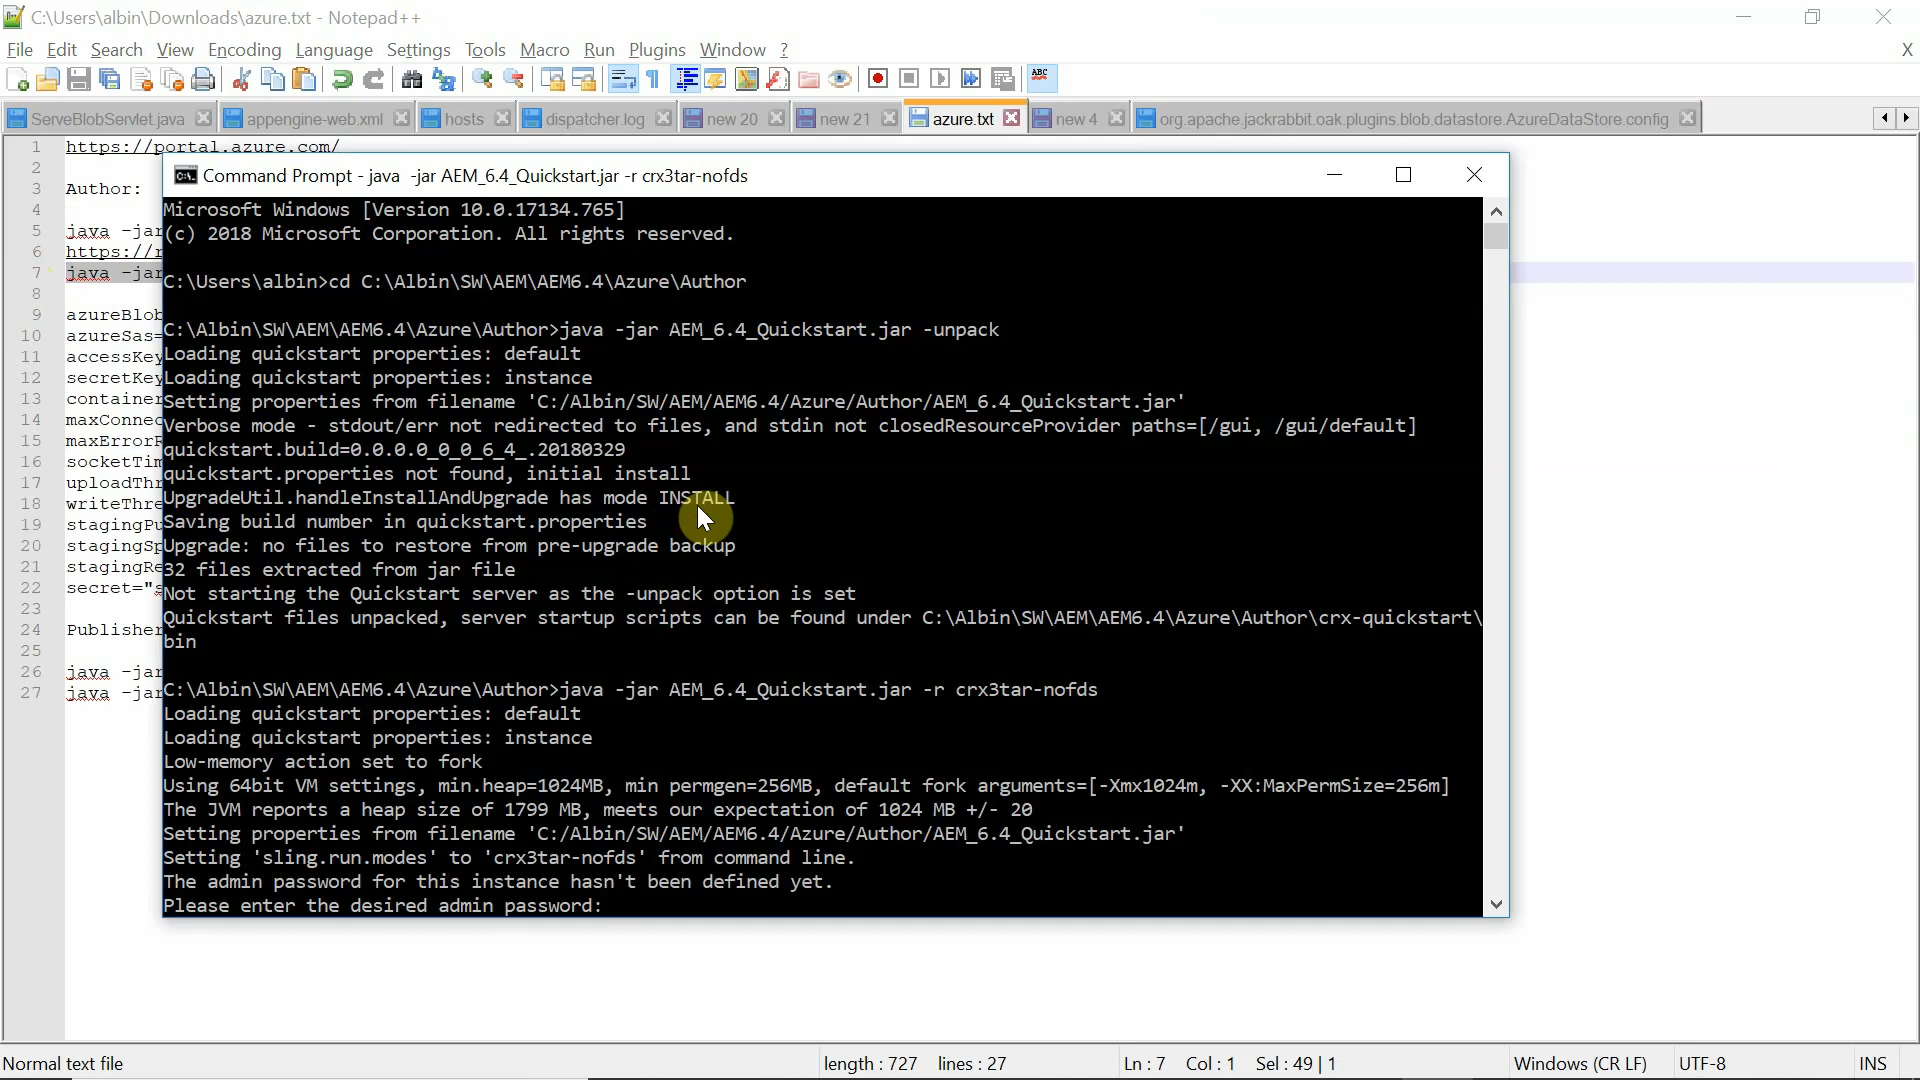 C:\Users\albin\Downloads\azure.txt - Notepad++
File Edit Search View Encoding Language Settings Tools Macro Run Plugins Window ?
X
ABC
ServeBlobServlet.java appengine-web.xml hosts dispatcher.log new 20 new 21 azure.txt new 4 org.apache.jackrabbit.oak.plugins.blob.datastore.AzureDataStore.config
1 https://portal.azure.com/
2
3 Author:
4
5 java -jar
6 https://
7 java -jar
8
9 azureBlob
10 azureSas=
11 accessKey
12 secretKey
13 container
14 maxConnec
15 maxErrorR
16 socketTim
17 uploadThr
18 writeThre
19 stagingPu
20 stagingSp
21 stagingRe
22 secret="s
23
24 Publisher
25
26 java -jar
27 java -jar
Command Prompt - java -jar AEM_6.4_Quickstart.jar -r crx3tar-nofds
Microsoft Windows [Version 10.0.17134.765]
(c) 2018 Microsoft Corporation. All rights reserved.
C:\Users\albin>cd C:\Albin\SW\AEM\AEM6.4\Azure\Author
C:\Albin\SW\AEM\AEM6.4\Azure\Author>java -jar AEM_6.4_Quickstart.jar -unpack
Loading quickstart properties: default
Loading quickstart properties: instance
Setting properties from filename 'C:/Albin/SW/AEM/AEM6.4/Azure/Author/AEM_6.4_Quickstart.jar'
Verbose mode - stdout/err not redirected to files, and stdin not closedResourceProvider paths=[/gui, /gui/default]
quickstart.build=0.0.0.0_0_0_6_4_.20180329
quickstart.properties not found, initial install
UpgradeUtil.handleInstallAndUpgrade has mode INSTALL
Saving build number in quickstart.properties
Upgrade: no files to restore from pre-upgrade backup
32 files extracted from jar file
Not starting the Quickstart server as the -unpack option is set
Quickstart files unpacked, server startup scripts can be found under C:\Albin\SW\AEM\AEM6.4\Azure\Author\crx-quickstart\
bin
C:\Albin\SW\AEM\AEM6.4\Azure\Author>java -jar AEM_6.4_Quickstart.jar -r crx3tar-nofds
Loading quickstart properties: default
Loading quickstart properties: instance
Low-memory action set to fork
Using 64bit VM settings, min.heap=1024MB, min permgen=256MB, default fork arguments=[-Xmx1024m, -XX:MaxPermSize=256m]
The JVM reports a heap size of 1799 MB, meets our expectation of 1024 MB +/- 20
Setting properties from filename 'C:/Albin/SW/AEM/AEM6.4/Azure/Author/AEM_6.4_Quickstart.jar'
Setting 'sling.run.modes' to 'crx3tar-nofds' from command line.
The admin password for this instance hasn't been defined yet.
Please enter the desired admin password:
Normal text file length : 727 lines : 27 Ln : 7 Col : 1 Sel : 49 | 1 Windows (CR LF) UTF-8 INS